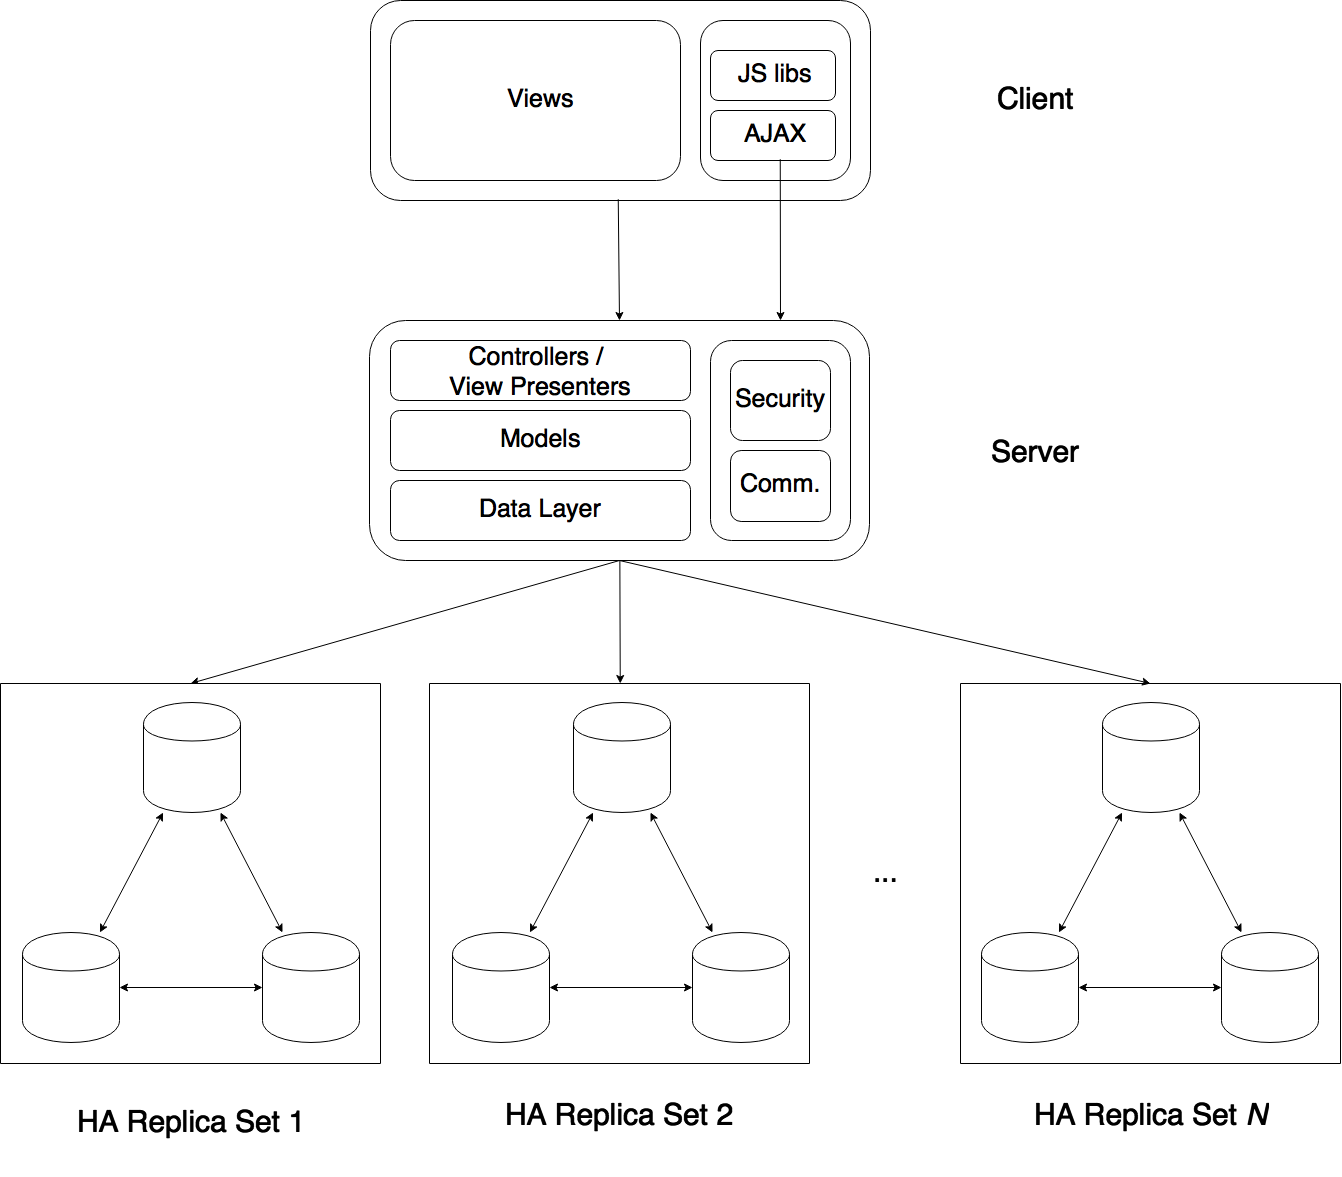 Views
JS libs
AJAX
Client
Controllers /
View Presenters
Models
Data Layer
Security
Comm.
Server
...
HA Replica Set 1
HA Replica Set 2
HA Replica Set N